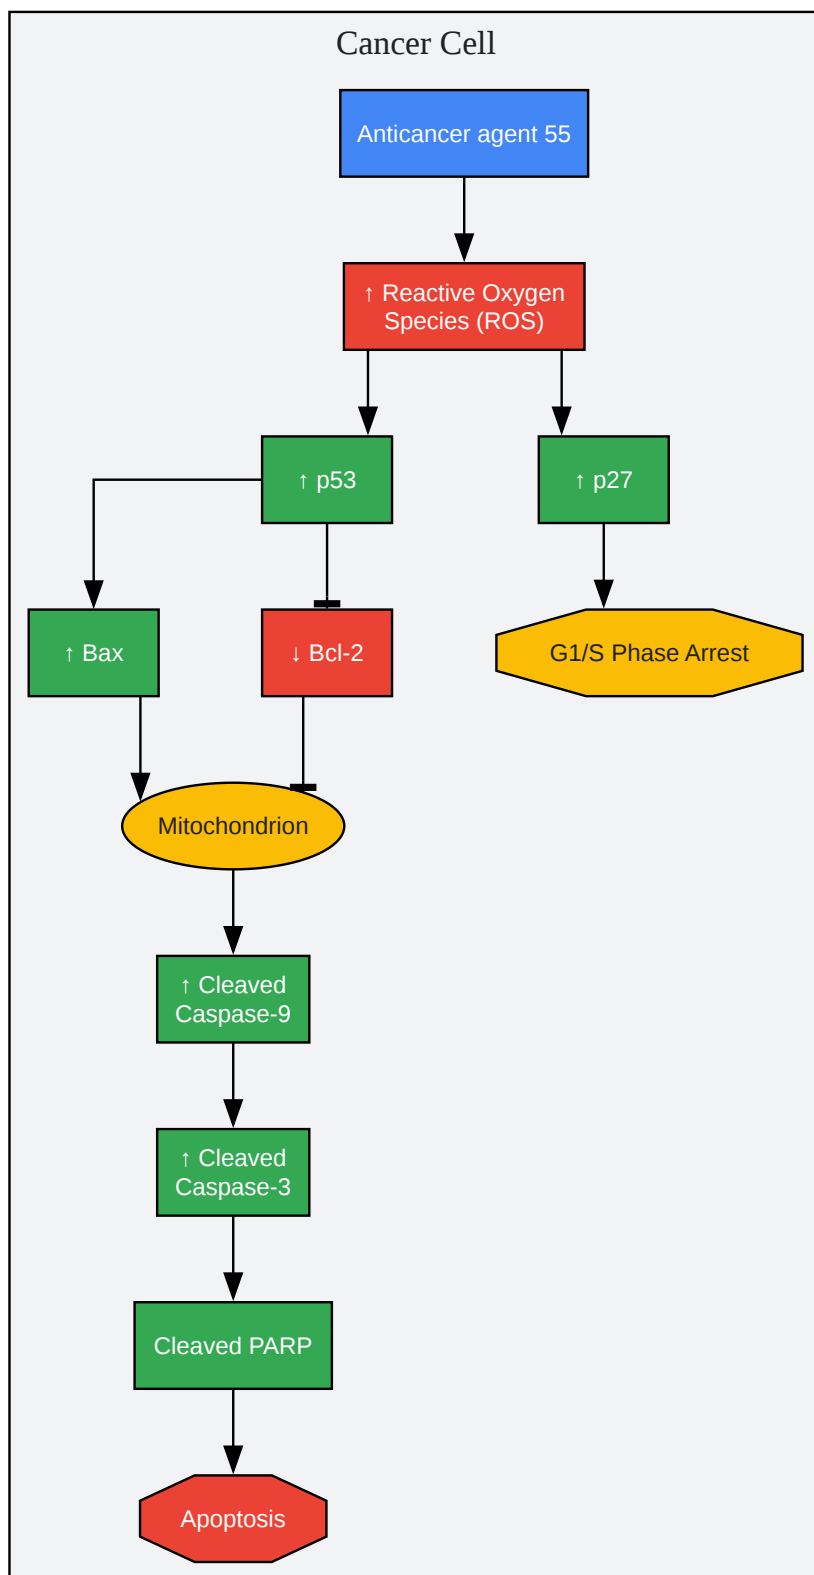 Cancer Cell
Anticancer agent 55
↑ Reactive Oxygen
Species (ROS)
↑ p53
↑ p27
↑ Bax
↓ Bcl-2
G1/S Phase Arrest
Mitochondrion
↑ Cleaved
Caspase-9
↑ Cleaved
Caspase-3
Cleaved PARP
Apoptosis